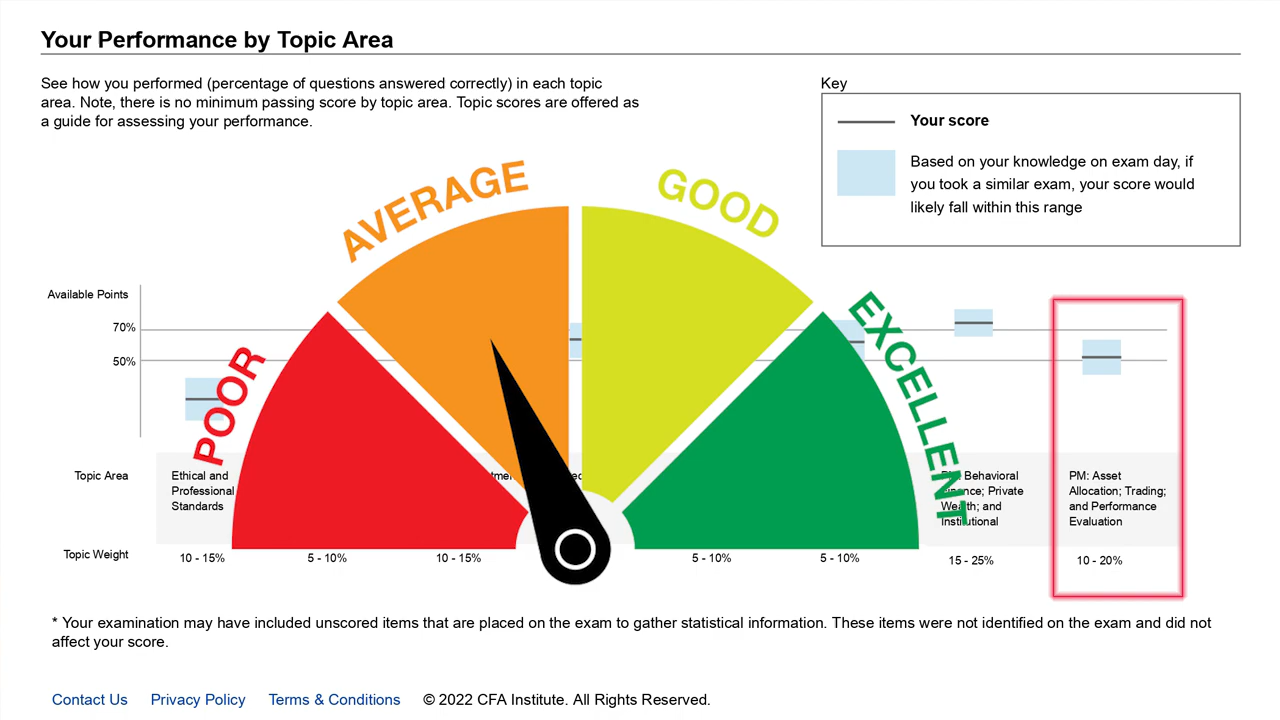 Your Performance by Topic Area
See how you performed (percentage of questions answered correctly) in each topic
area. Note, there is no minimum passing score by topic area. Topic scores are offered as
a guide for assessing your performance.
Key
Your score
Based on your knowledge on exam day, if
you took a similar exam, your score would
likely fall within this range
POOR
AVERAGE
GOOD
EXCELLENT
Available Points
70%
50%
Topic Area
Ethical and
Professional
Standards
Behavioral
Private
Wealth; and
Institutional
PM: Asset
Allocation; Trading;
and Performance
Evaluation
Topic Weight
10 - 15%
5 - 10%
10 - 15%
5 - 10%
5 - 10%
15 - 25%
10 - 20%
* Your examination may have included unscored items that are placed on the exam to gather statistical information. These items were not identified on the exam and did not
affect your score.
Contact Us Privacy Policy Terms & Conditions © 2022 CFA Institute. All Rights Reserved.